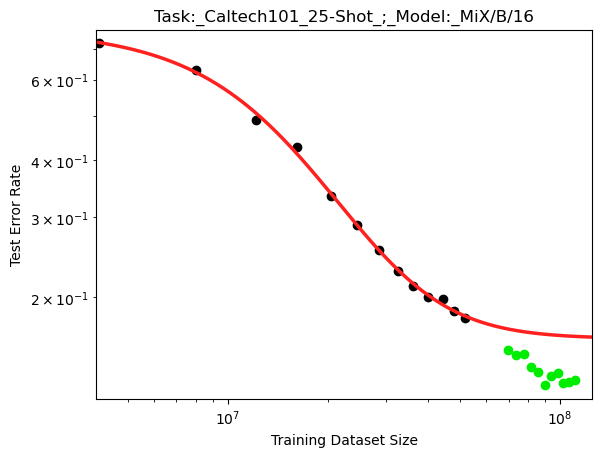 Task:_Caltech101_25-Shot_;_Model:_MiX/B/16
6 × 10⁻¹
4 × 10⁻¹
3 × 10⁻¹
2 × 10⁻¹
Test Error Rate
10⁷
10⁸
Training Dataset Size